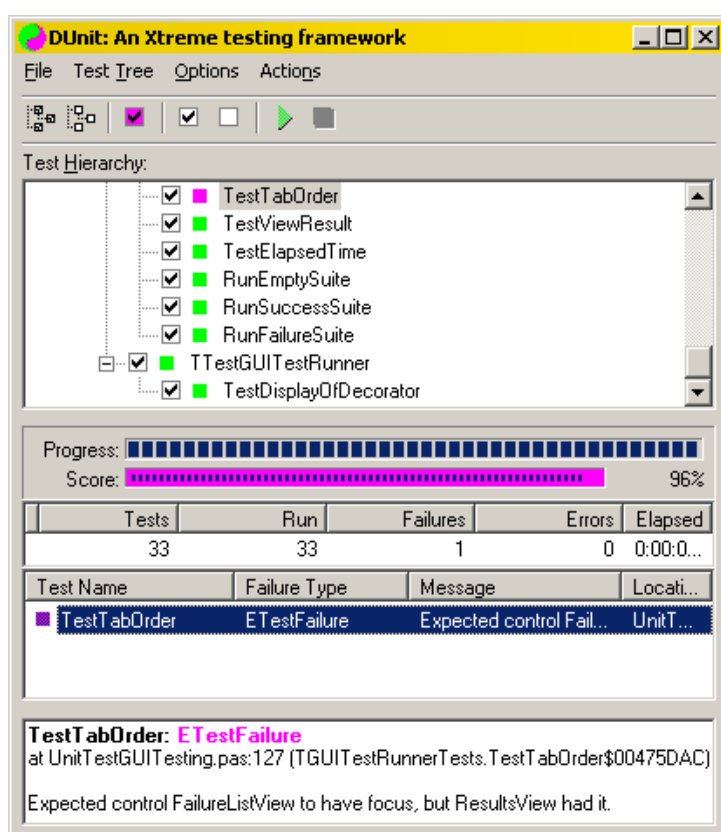 DUnit: An Xtreme testing framework
File Test Tree Options Actions
Test Hierarchy:
TestTabOrder
TestViewResult
TestElapsedTime
RunEmptySuite
RunSuccessSuite
RunFailureSuite
TTestGUITestRunner
TestDisplayOfDecorator
Progress:
Score: 96%
Tests Run Failures Errors Elapsed
33 33 1 0 0:00:0...
Test Name Failure Type Message Locati...
TestTabOrder ETestFailure Expected control Fail... UnitT...
TestTabOrder: ETestFailure
at UnitTestGUITesting.pas:127 (TGUITestRunnerTests.TestTabOrder$00475DAC)
Expected control FailureListView to have focus, but ResultsView had it.